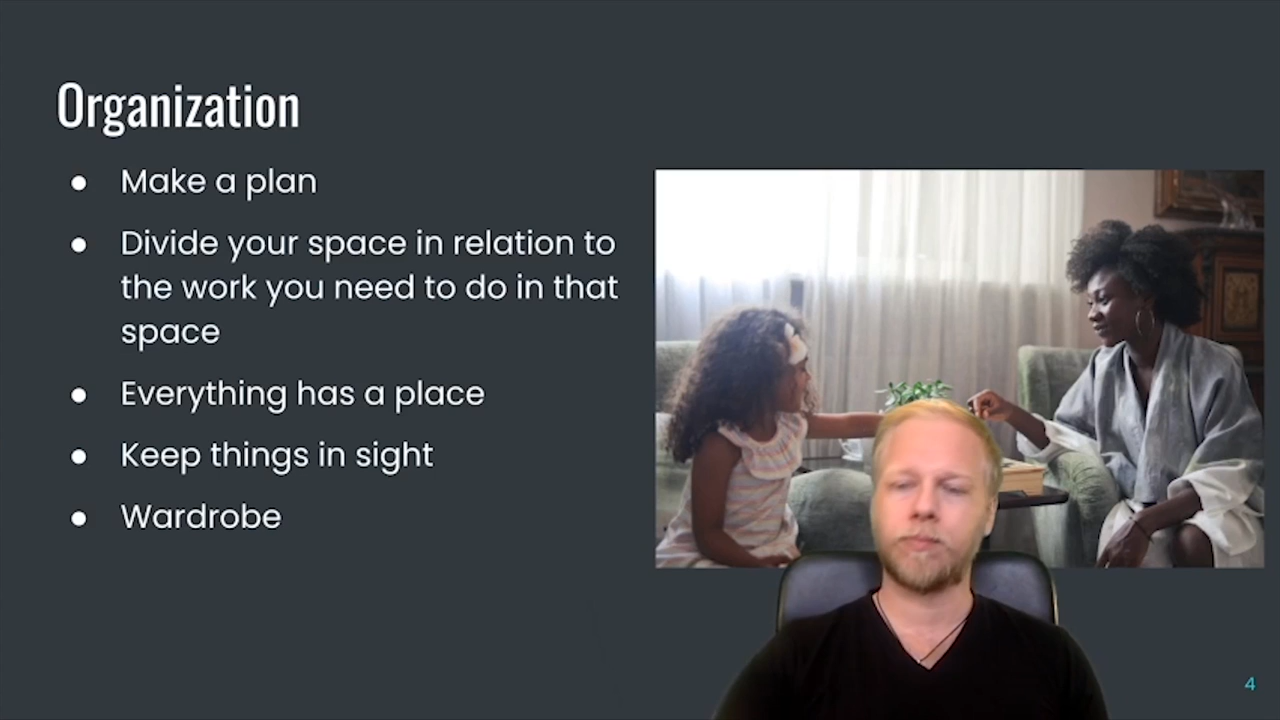 Organization
● Make a plan
● Divide your space in relation to
the work you need to do in that
space
● Everything has a place
● Keep things in sight
● Wardrobe
4